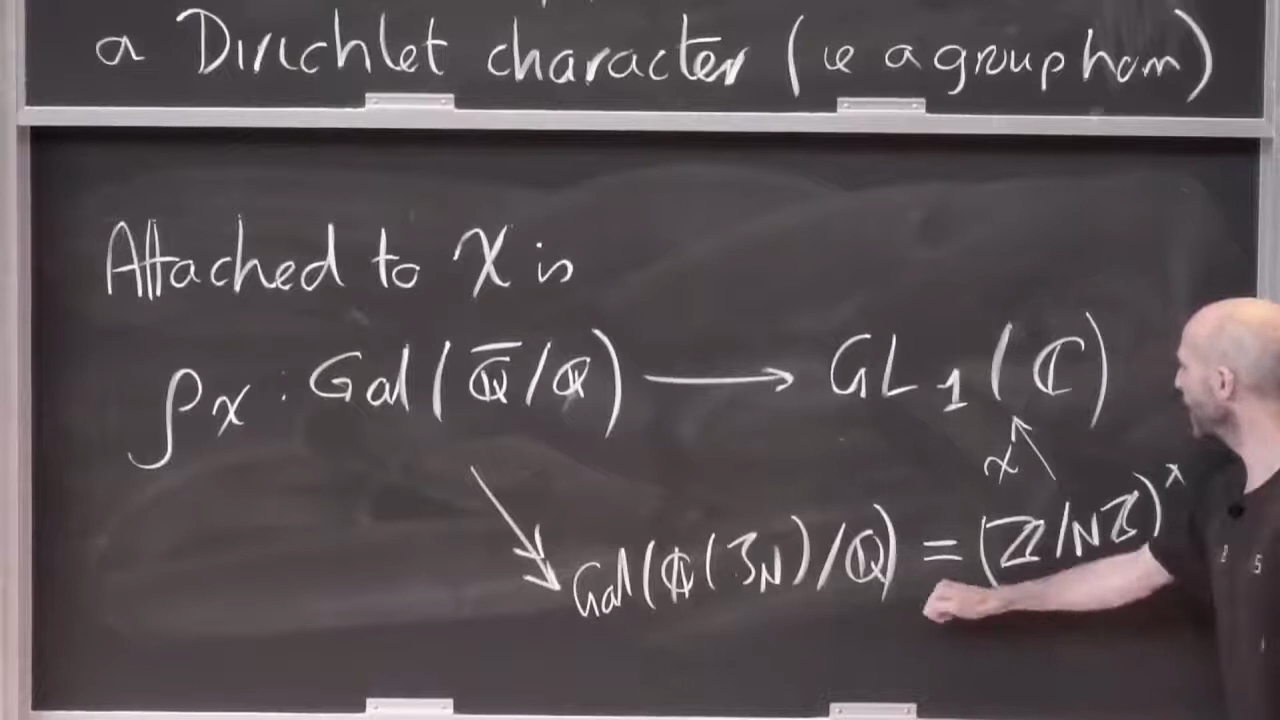 a Dirichlet character (ie a group hom)
Attached to χ is
ρχ : Gal(Q̄/ℚ) ⟶ GL₁(ℂ)
χ
Gal(ℚ(ζN)/ℚ) = (ℤ/Nℤ)ˣ